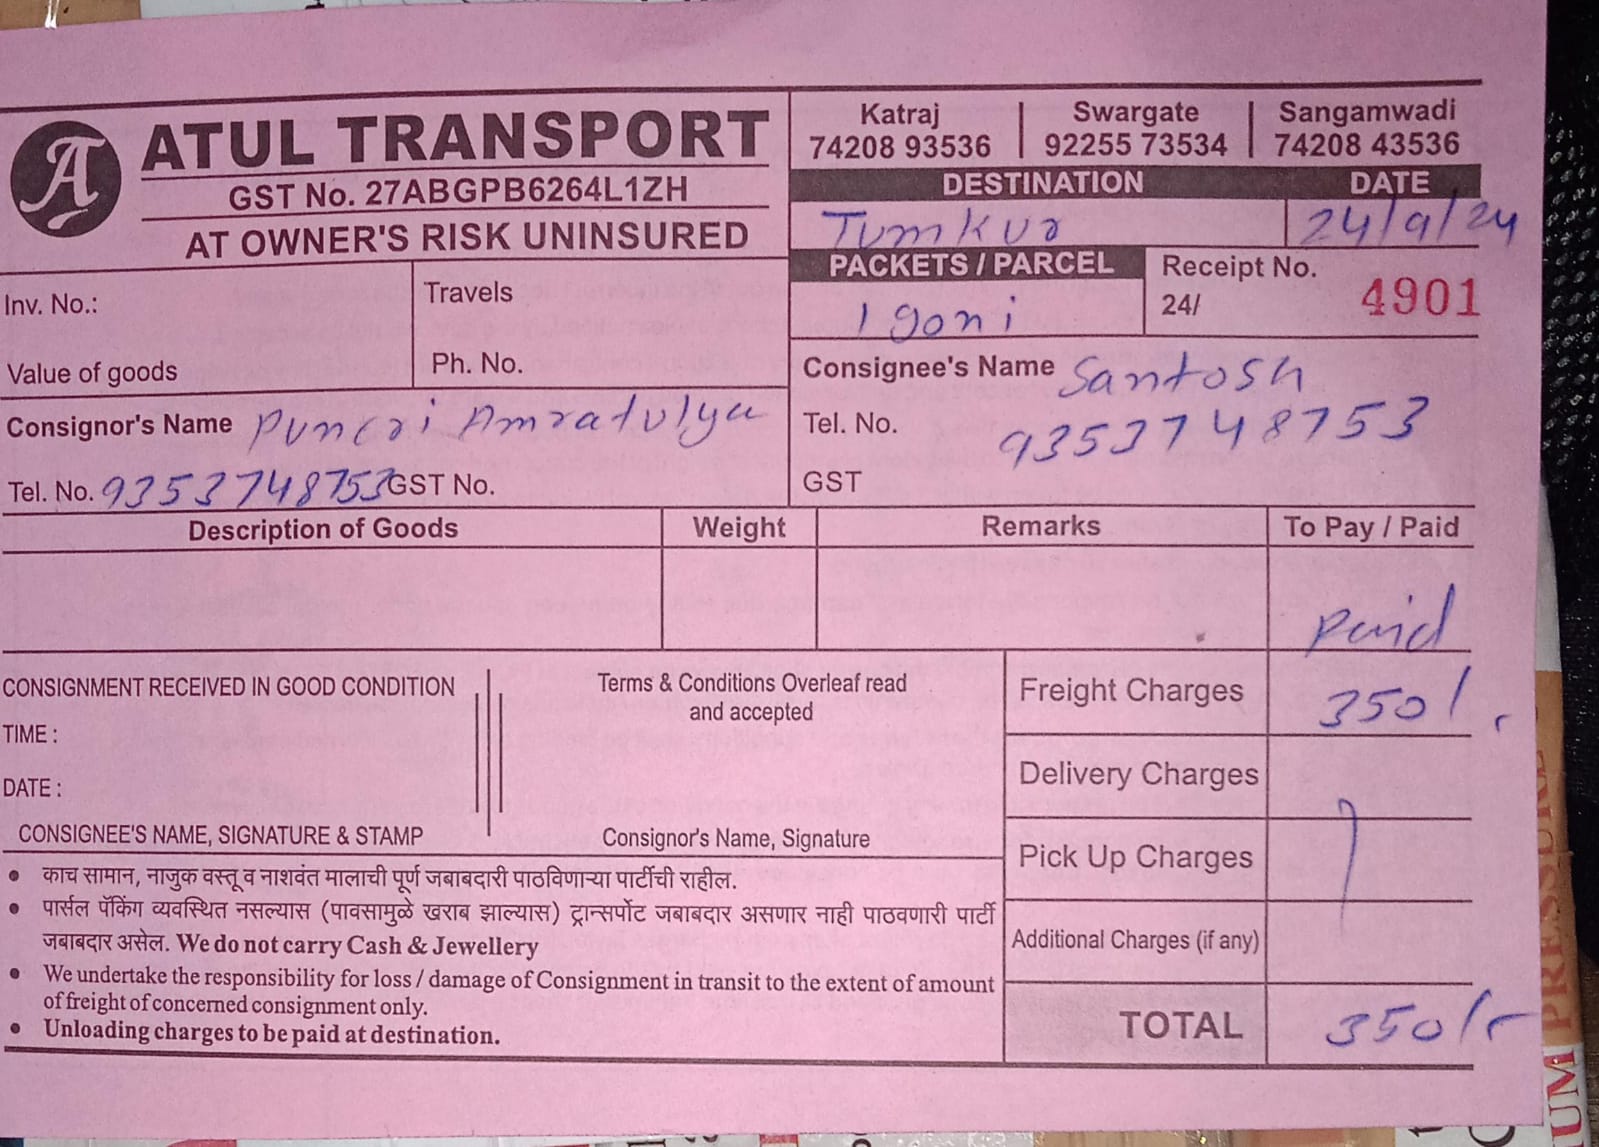 A ATUL TRANSPORT
GST No. 27ABGPB6264L1ZH
AT OWNER'S RISK UNINSURED
Katraj
74208 93536
Swargate
92255 73534
Sangamwadi
74208 43536
DESTINATION
Tumkur
DATE
24/9/24
PACKETS / PARCEL
1 goni
Receipt No.
24/ 4901
Inv. No.:
Value of goods
Travels
Ph. No.
Consignor's Name Puneri Amratulya
Tel. No. 9353748753 GST No.
Consignee's Name Santosh
Tel. No. 9353748753
GST
Description of Goods
Weight
Remarks
To Pay / Paid
Paid
CONSIGNMENT RECEIVED IN GOOD CONDITION
TIME :
DATE :
CONSIGNEE'S NAME, SIGNATURE & STAMP
Terms & Conditions Overleaf read
and accepted
Consignor's Name, Signature
Freight Charges 350/-
Delivery Charges
Pick Up Charges
Additional Charges (if any)
TOTAL 350/-
• काच सामान, नाजुक वस्तू व नाशवंत मालाची पूर्ण जबाबदारी पाठविणाऱ्या पार्टीची राहील.
• पार्सल पॅकिंग व्यवस्थित नसल्यास (पावसामुळे खराब झाल्यास) ट्रान्सपोर्ट जबाबदार असणार नाही पाठवणारी पार्टी
जबाबदार असेल. We do not carry Cash & Jewellery
• We undertake the responsibility for loss / damage of Consignment in transit to the extent of amount
of freight of concerned consignment only.
• Unloading charges to be paid at destination.
UM PRESSURE